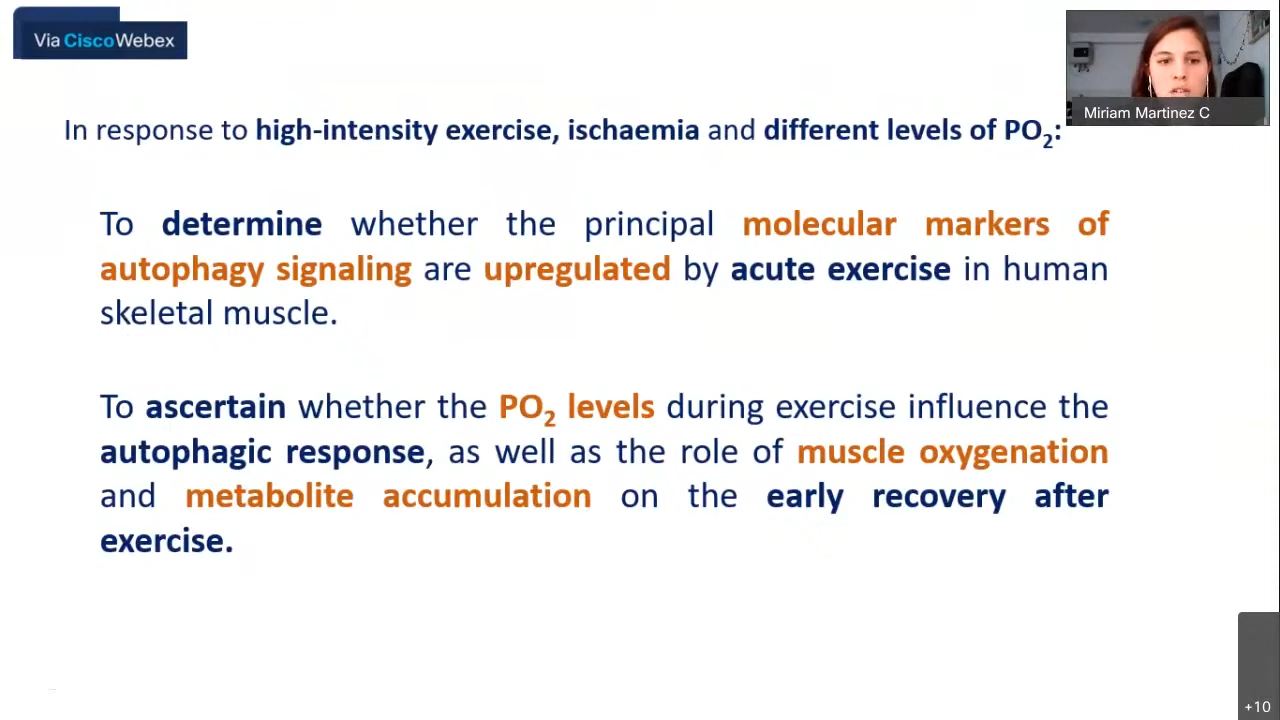 Via Cisco Webex
Miriam Martinez C
In response to high-intensity exercise, ischaemia and different levels of PO₂:
To determine whether the principal molecular markers of
autophagy signaling are upregulated by acute exercise in human
skeletal muscle.
To ascertain whether the PO₂ levels during exercise influence the
autophagic response, as well as the role of muscle oxygenation
and metabolite accumulation on the early recovery after
exercise.
+10